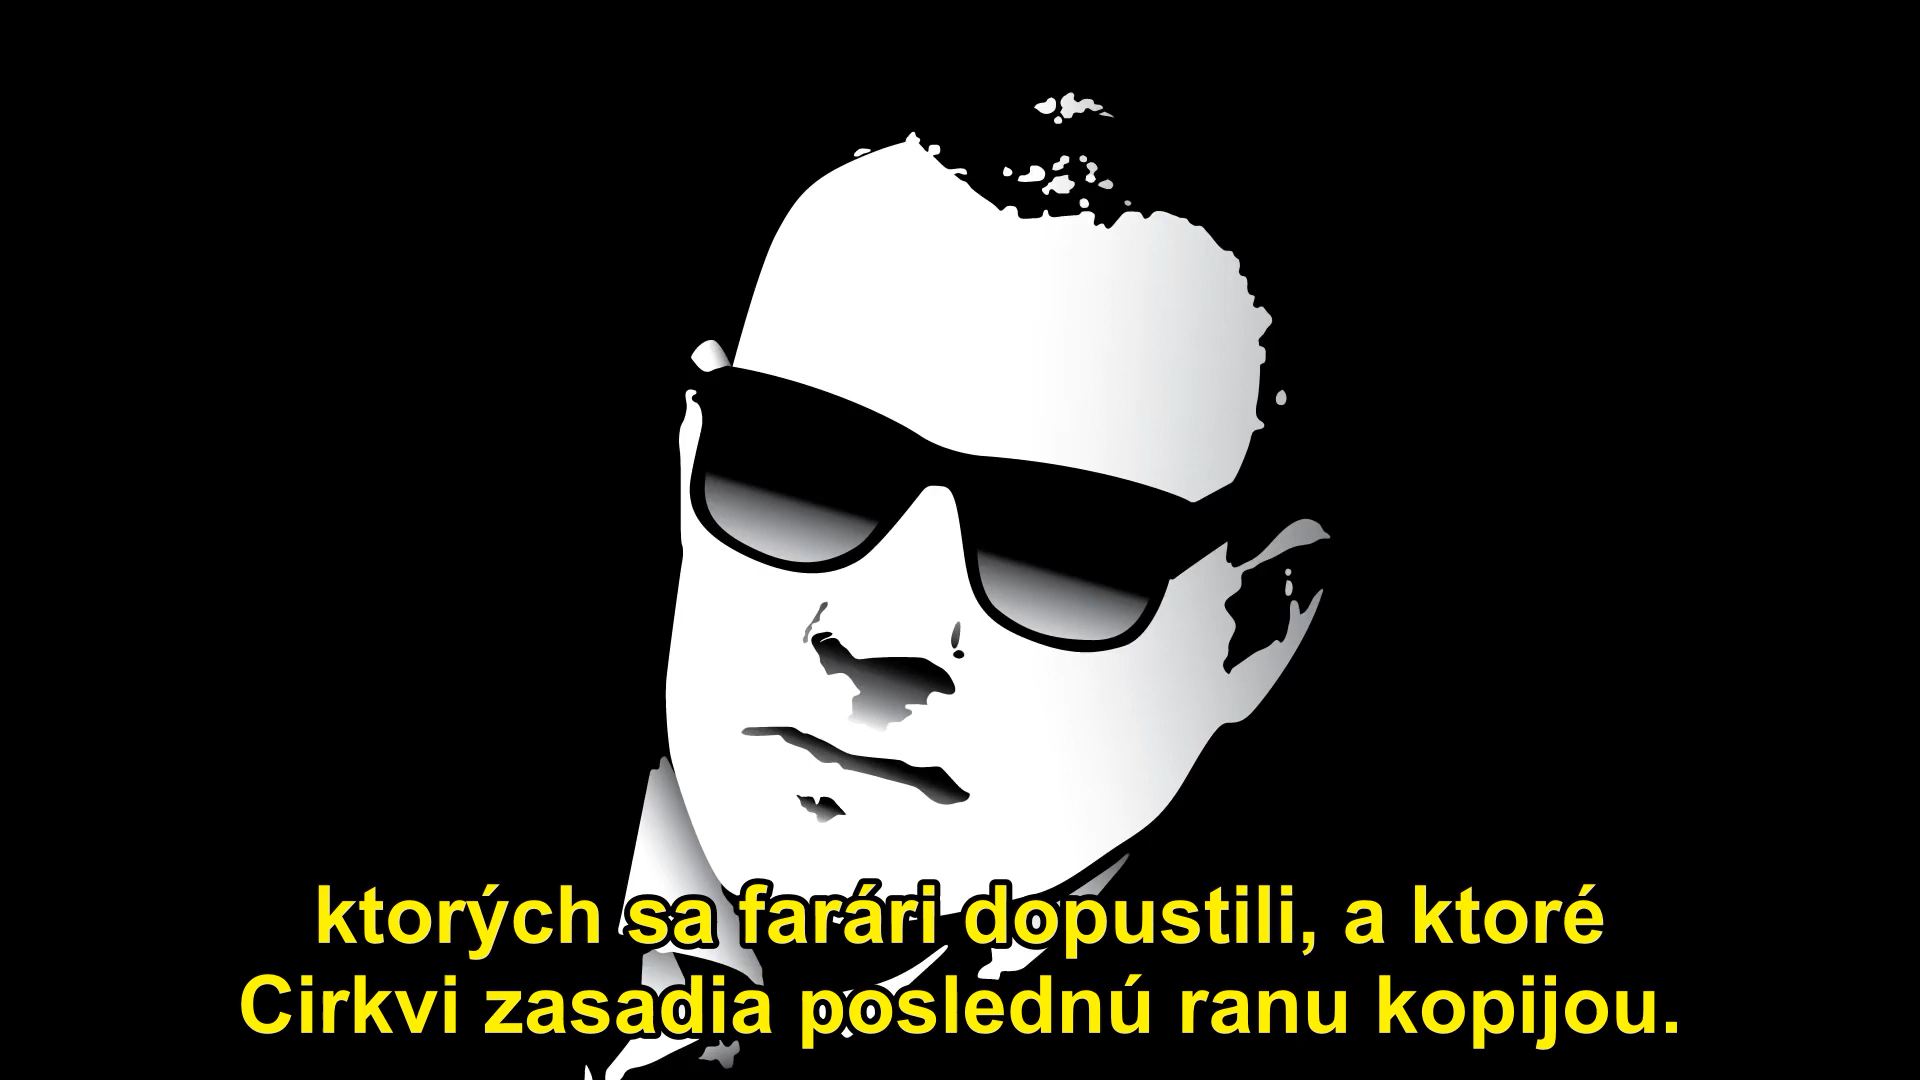 ktorých sa farári dopustili, a ktoré
Cirkvi zasadia poslednú ranu kopijou.